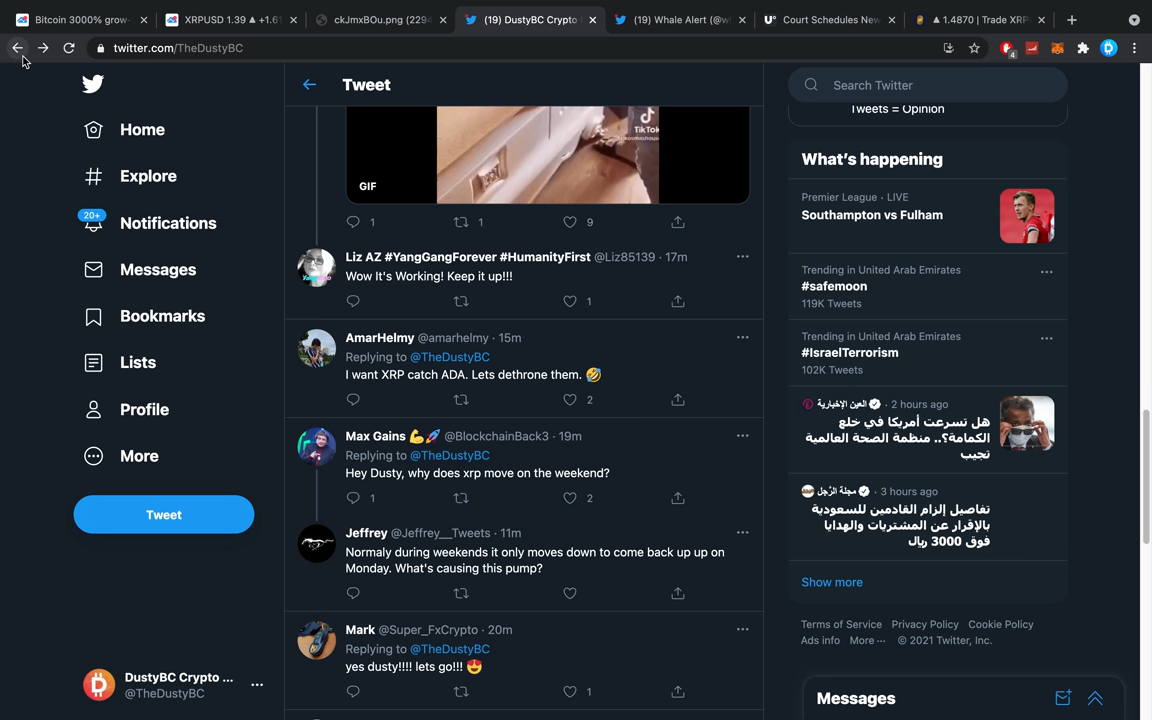 Bitcoin 3000% grow
XRPUSD 1.39 ▲ +1.6
ckJmxBOu.png (2294
(19) DustyBC Crypto
(19) Whale Alert (@w
Court Schedules New
▲ 1.4870 | Trade XRP
twitter.com/TheDustyBC
4
Home
Explore
20+
Notifications
Messages
Bookmarks
Lists
Profile
More
Tweet
DustyBC Crypto ...
@TheDustyBC
Tweet
TikTok
GIF
1 1 9
Liz AZ #YangGangForever #HumanityFirst @Liz85139 · 17m
Wow It's Working! Keep it up!!!
1
AmarHelmy @amarhelmy · 15m
Replying to @TheDustyBC
I want XRP catch ADA. Lets dethrone them. 🤣
2
Max Gains 💪🚀 @BlockchainBack3 · 19m
Replying to @TheDustyBC
Hey Dusty, why does xrp move on the weekend?
1 2
Jeffrey @Jeffrey__Tweets · 11m
Normaly during weekends it only moves down to come back up up on
Monday. What's causing this pump?
Mark @Super_FxCrypto · 20m
Replying to @TheDustyBC
yes dusty!!!! lets go!!! 😍
1
Search Twitter
Tweets = Opinion
What's happening
Premier League · LIVE
Southampton vs Fulham
Trending in United Arab Emirates
#safemoon
119K Tweets
Trending in United Arab Emirates
#IsraelTerrorism
102K Tweets
العين الإخبارية · 2 hours ago
هل تسرعت أمريكا في خلع
الكمامة؟.. منظمة الصحة العالمية
تجيب
مجلة الرَّجل · 3 hours ago
تفاصيل إلزام القادمين للسعودية
بالإقرار عن المشتريات والهدايا
فوق 3000 ريال
Show more
Terms of Service Privacy Policy Cookie Policy
Ads info More ··· © 2021 Twitter, Inc.
Messages